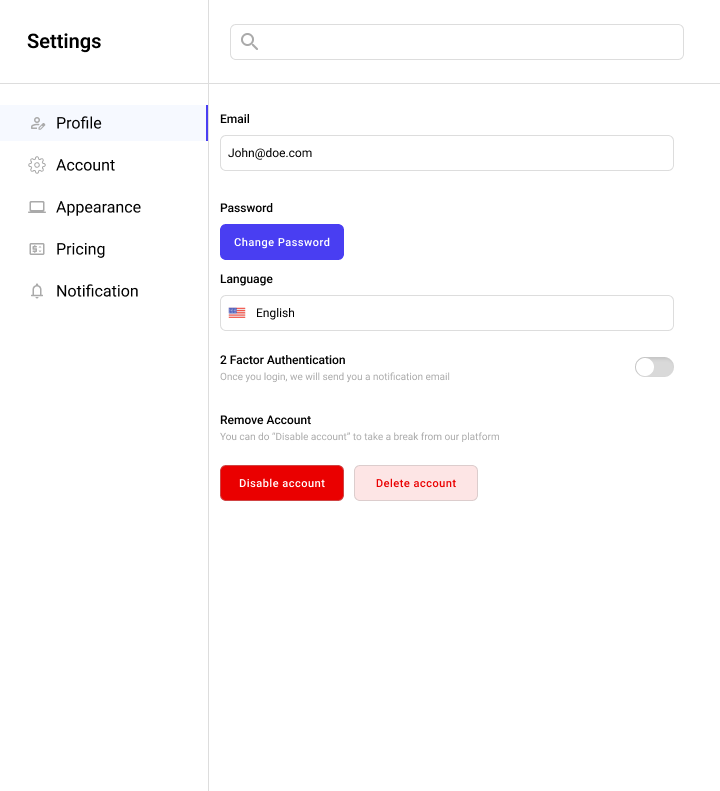 Settings
Profile
Account
Appearance
Pricing
Notification
Email
John@doe.com
Password
Change Password
Language
English
2 Factor Authentication
Once you login, we will send you a notification email
Remove Account
You can do “Disable account” to take a break from our platform
Disable account
Delete account